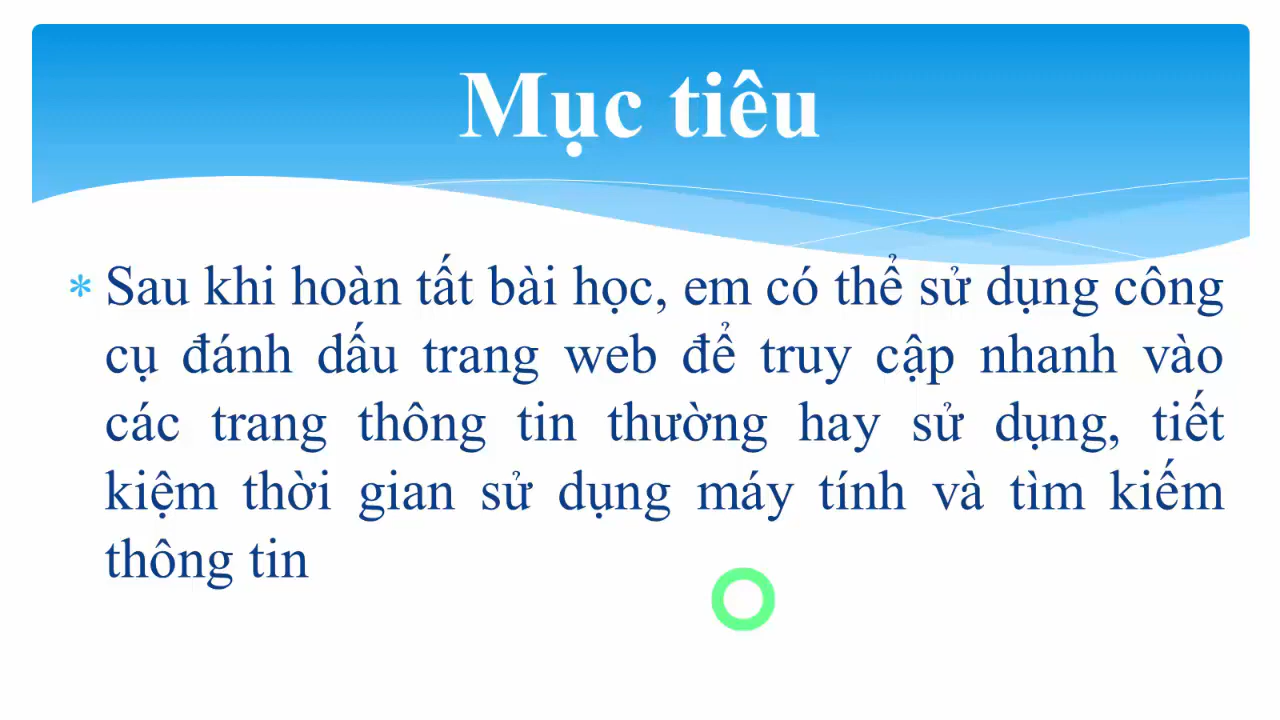 Mục tiêu
* Sau khi hoàn tất bài học, em có thể sử dụng công
cụ đánh dấu trang web để truy cập nhanh vào
các trang thông tin thường hay sử dụng, tiết
kiệm thời gian sử dụng máy tính và tìm kiếm
thông tin